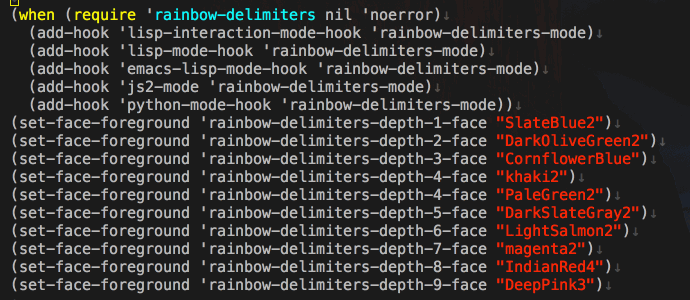 (when (require 'rainbow-delimiters nil 'noerror)↓
  (add-hook 'lisp-interaction-mode-hook 'rainbow-delimiters-mode)↓
  (add-hook 'lisp-mode-hook 'rainbow-delimiters-mode)↓
  (add-hook 'emacs-lisp-mode-hook 'rainbow-delimiters-mode)↓
  (add-hook 'js2-mode 'rainbow-delimiters-mode)↓
  (add-hook 'python-mode-hook 'rainbow-delimiters-mode))↓
(set-face-foreground 'rainbow-delimiters-depth-1-face "SlateBlue2")↓
(set-face-foreground 'rainbow-delimiters-depth-2-face "DarkOliveGreen2")↓
(set-face-foreground 'rainbow-delimiters-depth-3-face "CornflowerBlue")↓
(set-face-foreground 'rainbow-delimiters-depth-4-face "khaki2")↓
(set-face-foreground 'rainbow-delimiters-depth-4-face "PaleGreen2")↓
(set-face-foreground 'rainbow-delimiters-depth-5-face "DarkSlateGray2")↓
(set-face-foreground 'rainbow-delimiters-depth-6-face "LightSalmon2")↓
(set-face-foreground 'rainbow-delimiters-depth-7-face "magenta2")↓
(set-face-foreground 'rainbow-delimiters-depth-8-face "IndianRed4")↓
(set-face-foreground 'rainbow-delimiters-depth-9-face "DeepPink3")↓